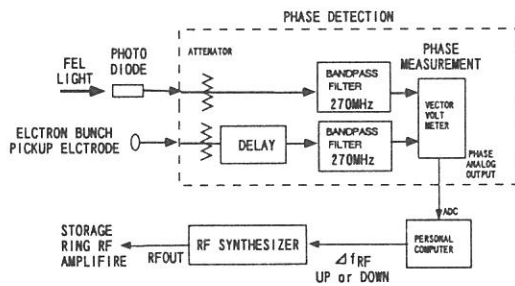 PHASE DETECTION
FEL
LIGHT
PHOTO
DIODE
ATTENATOR
BANDPASS
FILTER
270MHz
PHASE
MEASUREMENT
VECTOR
VOLT
METER
ELCTRON BUNCH
PICKUP ELCTRODE
DELAY
BANDPASS
FILTER
270MHz
PHASE
ANALOG
OUTPUT
ADC
STORAGE
RING RF
AMPLIFIRE
RFOUT
RF SYNTHESIZER
⊿fRF
UP or DOWN
PERSONAL
COMPUTER